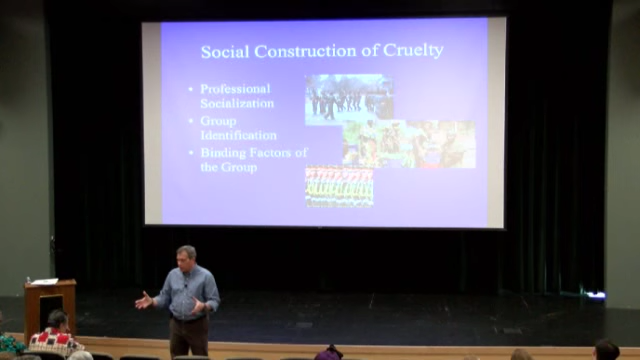 Social Construction of Cruelty
• Professional
Socialization
• Group
Identification
• Binding Factors of
the Group